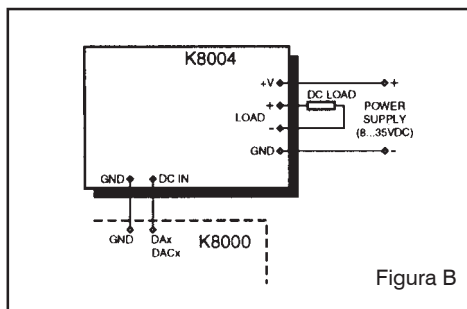 K8004
+V
+
+
DC LOAD
POWER
SUPPLY
(8...35VDC)
LOAD
-
GND
-
GND
DC IN
GND
DAx
DACx
K8000
Figura B